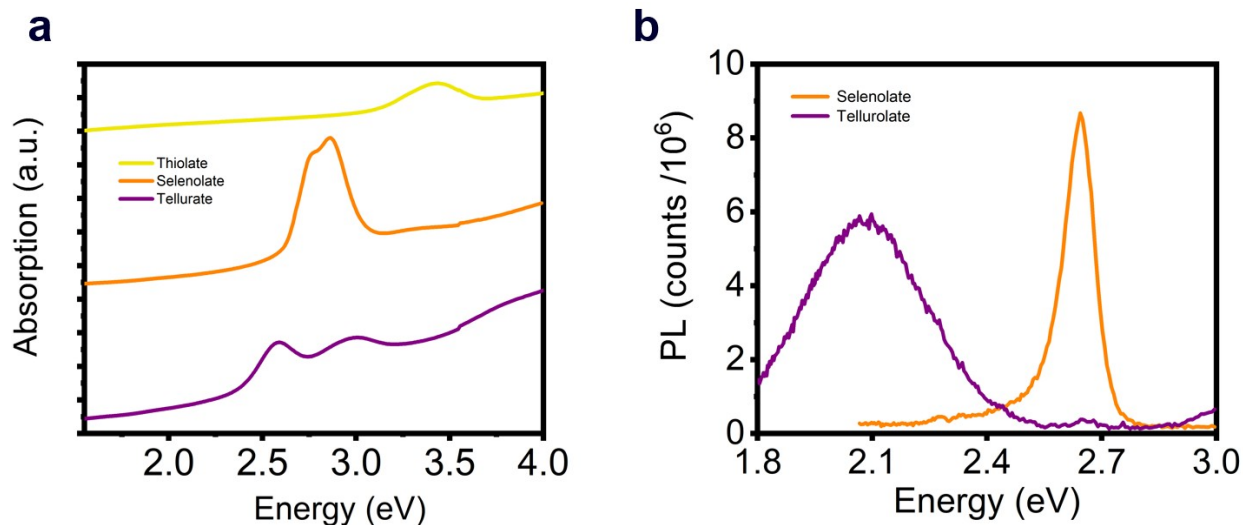 a
Absorption (a.u.)
Thiolate
Selenolate
Tellurate
2.0 2.5 3.0 3.5 4.0
Energy (eV)
b
PL (counts /10⁶)
10
8
6
4
2
0
Selenolate
Tellurolate
1.8 2.1 2.4 2.7 3.0
Energy (eV)